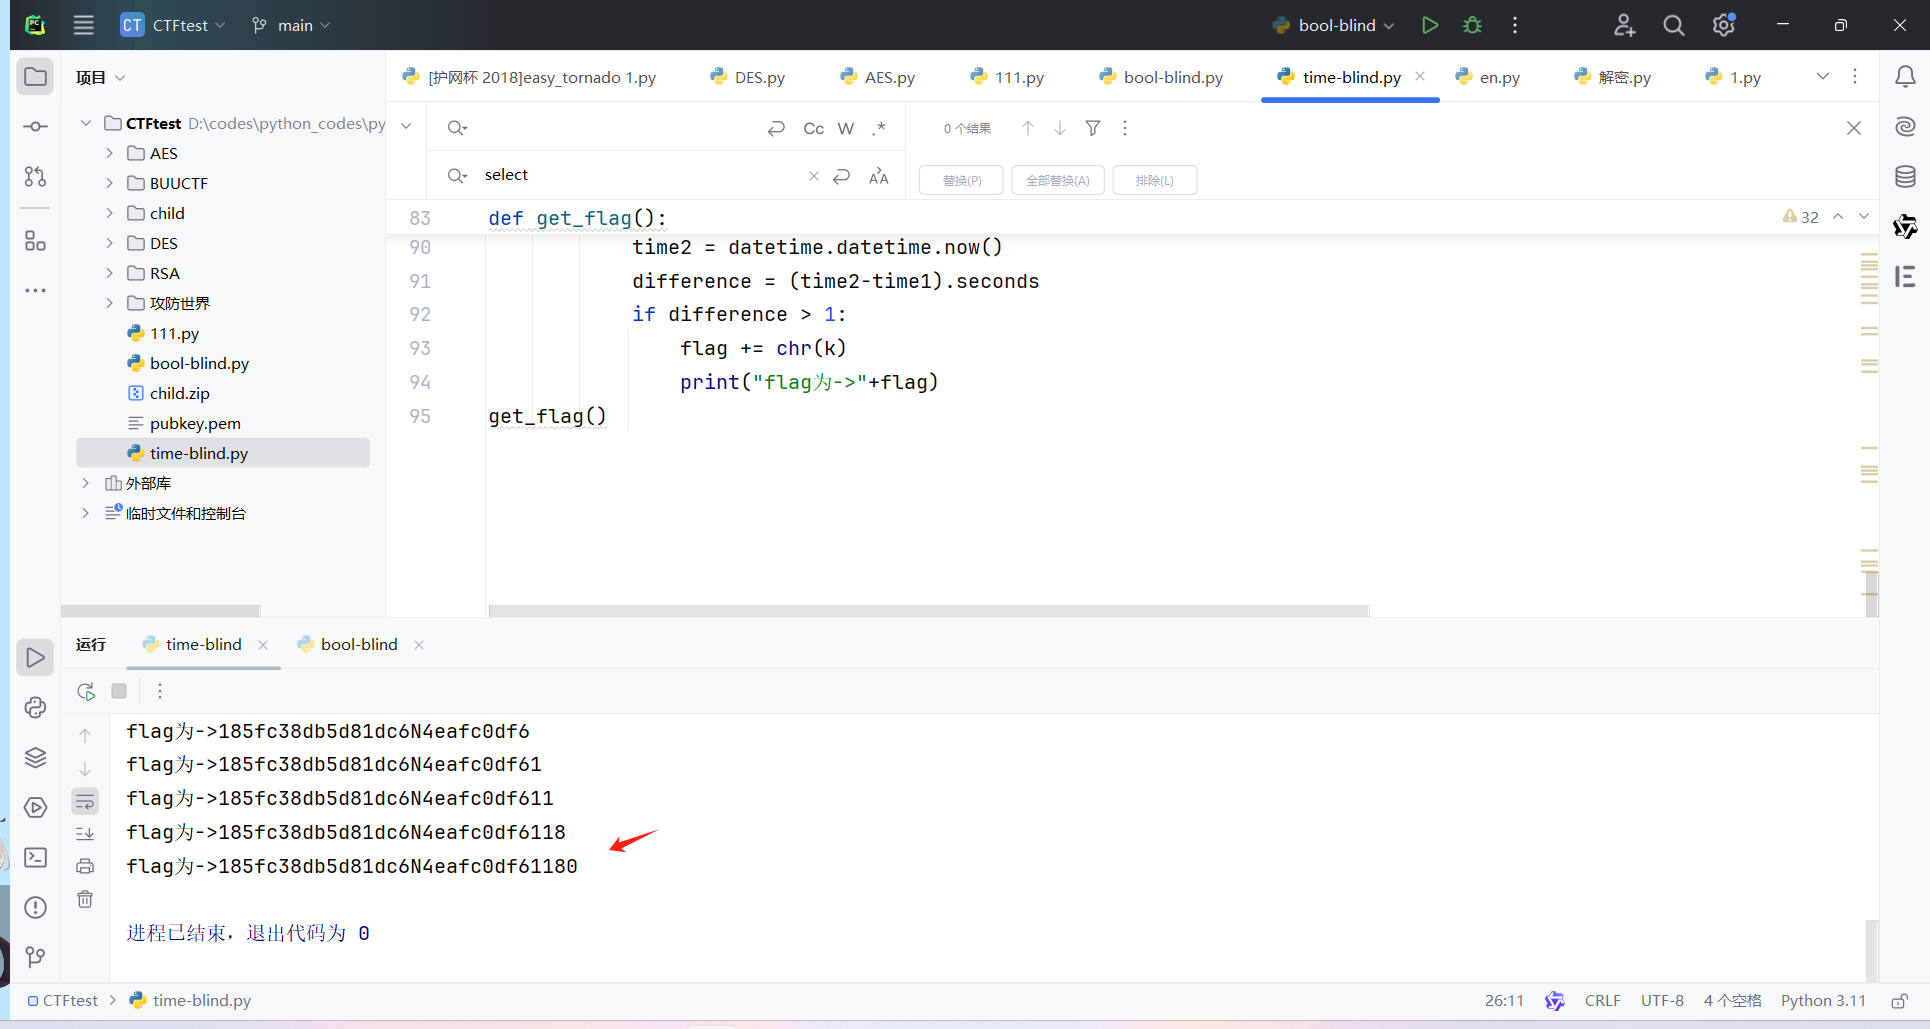 CT CTFtest main bool-blind
项目
[护网杯 2018]easy_tornado 1.py DES.py AES.py 111.py bool-blind.py time-blind.py en.py 解密.py 1.py
CTFtest D:\codes\python_codes\py
AES
BUUCTF
child
DES
RSA
攻防世界
111.py
bool-blind.py
child.zip
pubkey.pem
time-blind.py
外部库
临时文件和控制台
Cc W .* 0 个结果
select 替换(P) 全部替换(A) 排除(L)
83 def get_flag(): 32
90 time2 = datetime.datetime.now()
91 difference = (time2-time1).seconds
92 if difference > 1:
93 flag += chr(k)
94 print("flag为->"+flag)
95 get_flag()
运行 time-blind bool-blind
flag为->185fc38db5d81dc6N4eafc0df6
flag为->185fc38db5d81dc6N4eafc0df61
flag为->185fc38db5d81dc6N4eafc0df611
flag为->185fc38db5d81dc6N4eafc0df6118
flag为->185fc38db5d81dc6N4eafc0df61180
进程已结束，退出代码为 0
CTFtest time-blind.py 26:11 CRLF UTF-8 4 个空格 Python 3.11